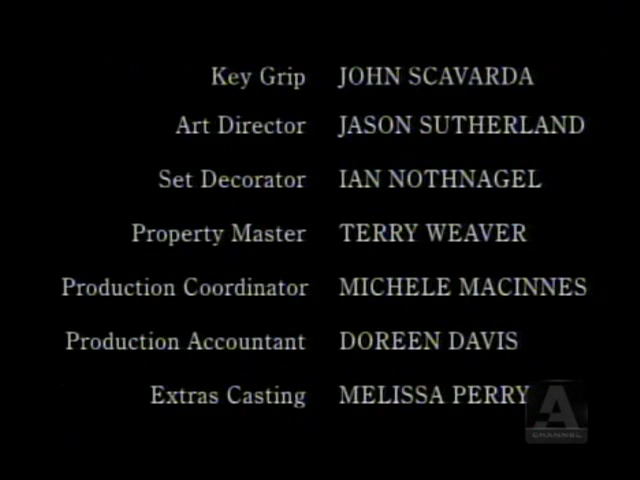 Key Grip JOHN SCAVARDA
Art Director JASON SUTHERLAND
Set Decorator IAN NOTHNAGEL
Property Master TERRY WEAVER
Production Coordinator MICHELE MACINNES
Production Accountant DOREEN DAVIS
Extras Casting MELISSA PERRY
A
CHANNEL